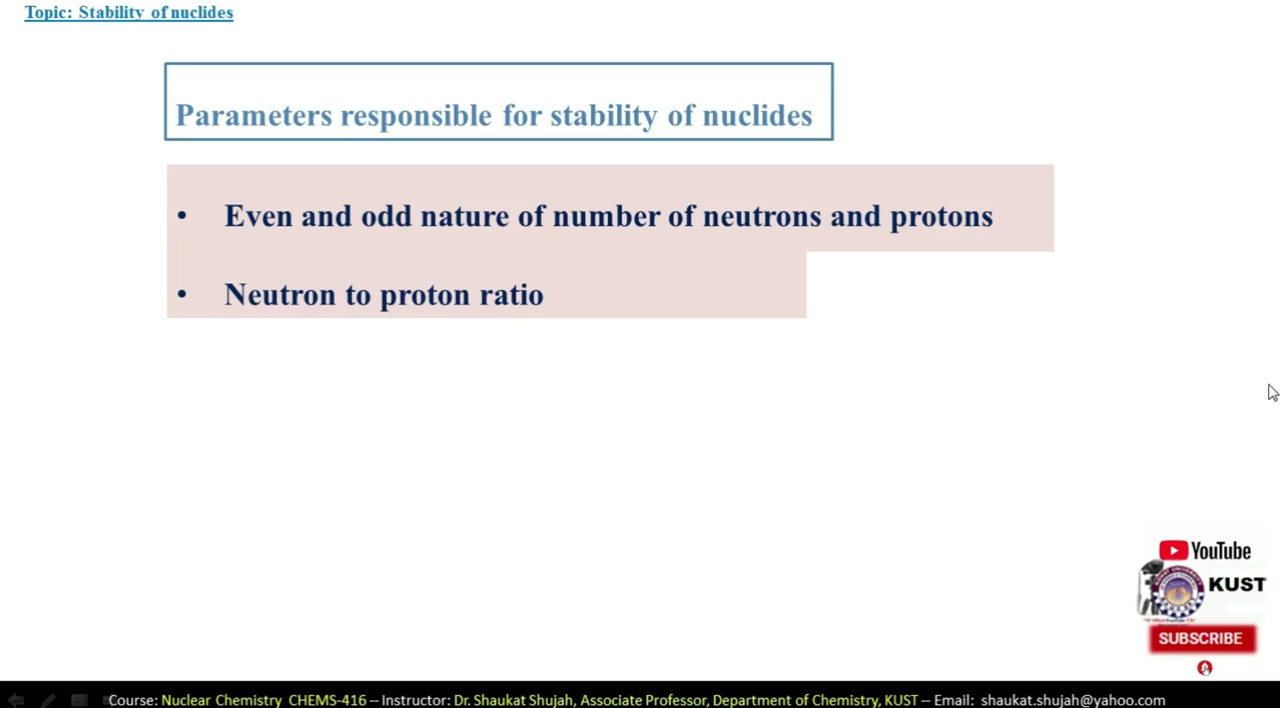 Topic: Stability of nuclides
Parameters responsible for stability of nuclides
• Even and odd nature of number of neutrons and protons
• Neutron to proton ratio
YouTube
KUST
SUBSCRIBE
Course: Nuclear Chemistry CHEMS-416 -- Instructor: Dr. Shaukat Shujah, Associate Professor, Department of Chemistry, KUST -- Email: shaukat.shujah@yahoo.com